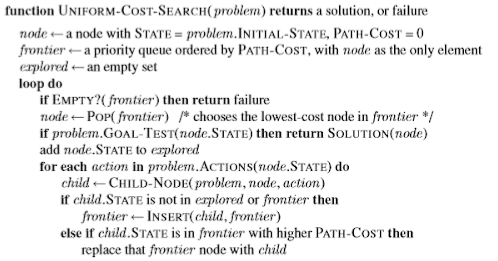 function UNIFORM-COST-SEARCH(problem) returns a solution, or failure
node ← a node with STATE = problem.INITIAL-STATE, PATH-COST = 0
frontier ← a priority queue ordered by PATH-COST, with node as the only element
explored ← an empty set
loop do
if EMPTY?(frontier) then return failure
node ← POP(frontier) /* chooses the lowest-cost node in frontier */
if problem.GOAL-TEST(node.STATE) then return SOLUTION(node)
add node.STATE to explored
for each action in problem.ACTIONS(node.STATE) do
child ← CHILD-NODE(problem, node, action)
if child.STATE is not in explored or frontier then
frontier ← INSERT(child, frontier)
else if child.STATE is in frontier with higher PATH-COST then
replace that frontier node with child